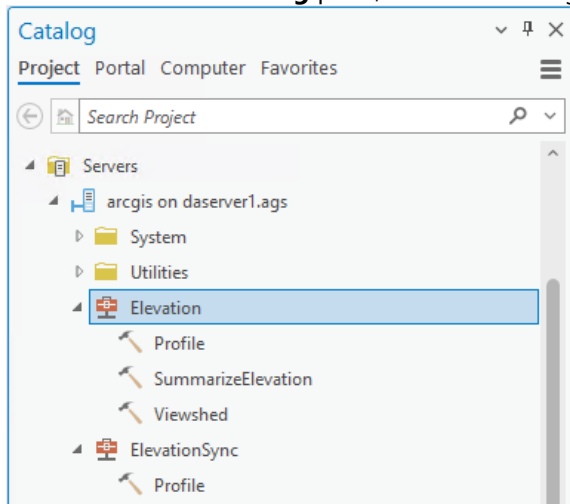 Catalog
Project Portal Computer Favorites
Search Project
Servers
arcgis on daserver1.ags
System
Utilities
Elevation
Profile
SummarizeElevation
Viewshed
ElevationSync
Profile